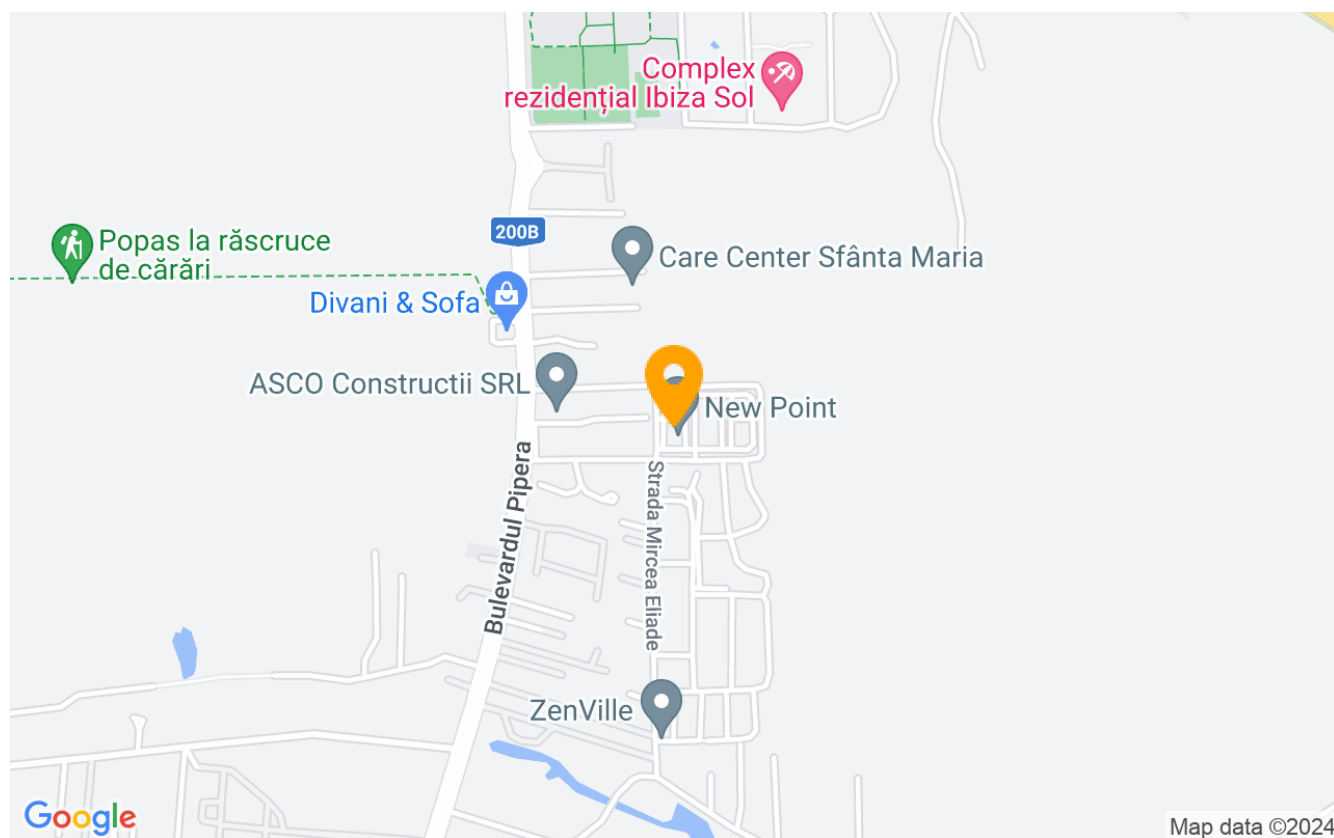 Complex
rezidențial Ibiza Sol
200B
Popas la răscruce
de cărări
Care Center Sfânta Maria
Divani & Sofa
ASCO Constructii SRL
New Point
Bulevardul Pipera
Strada Mircea Eliade
ZenVille
Google
Map data ©2024